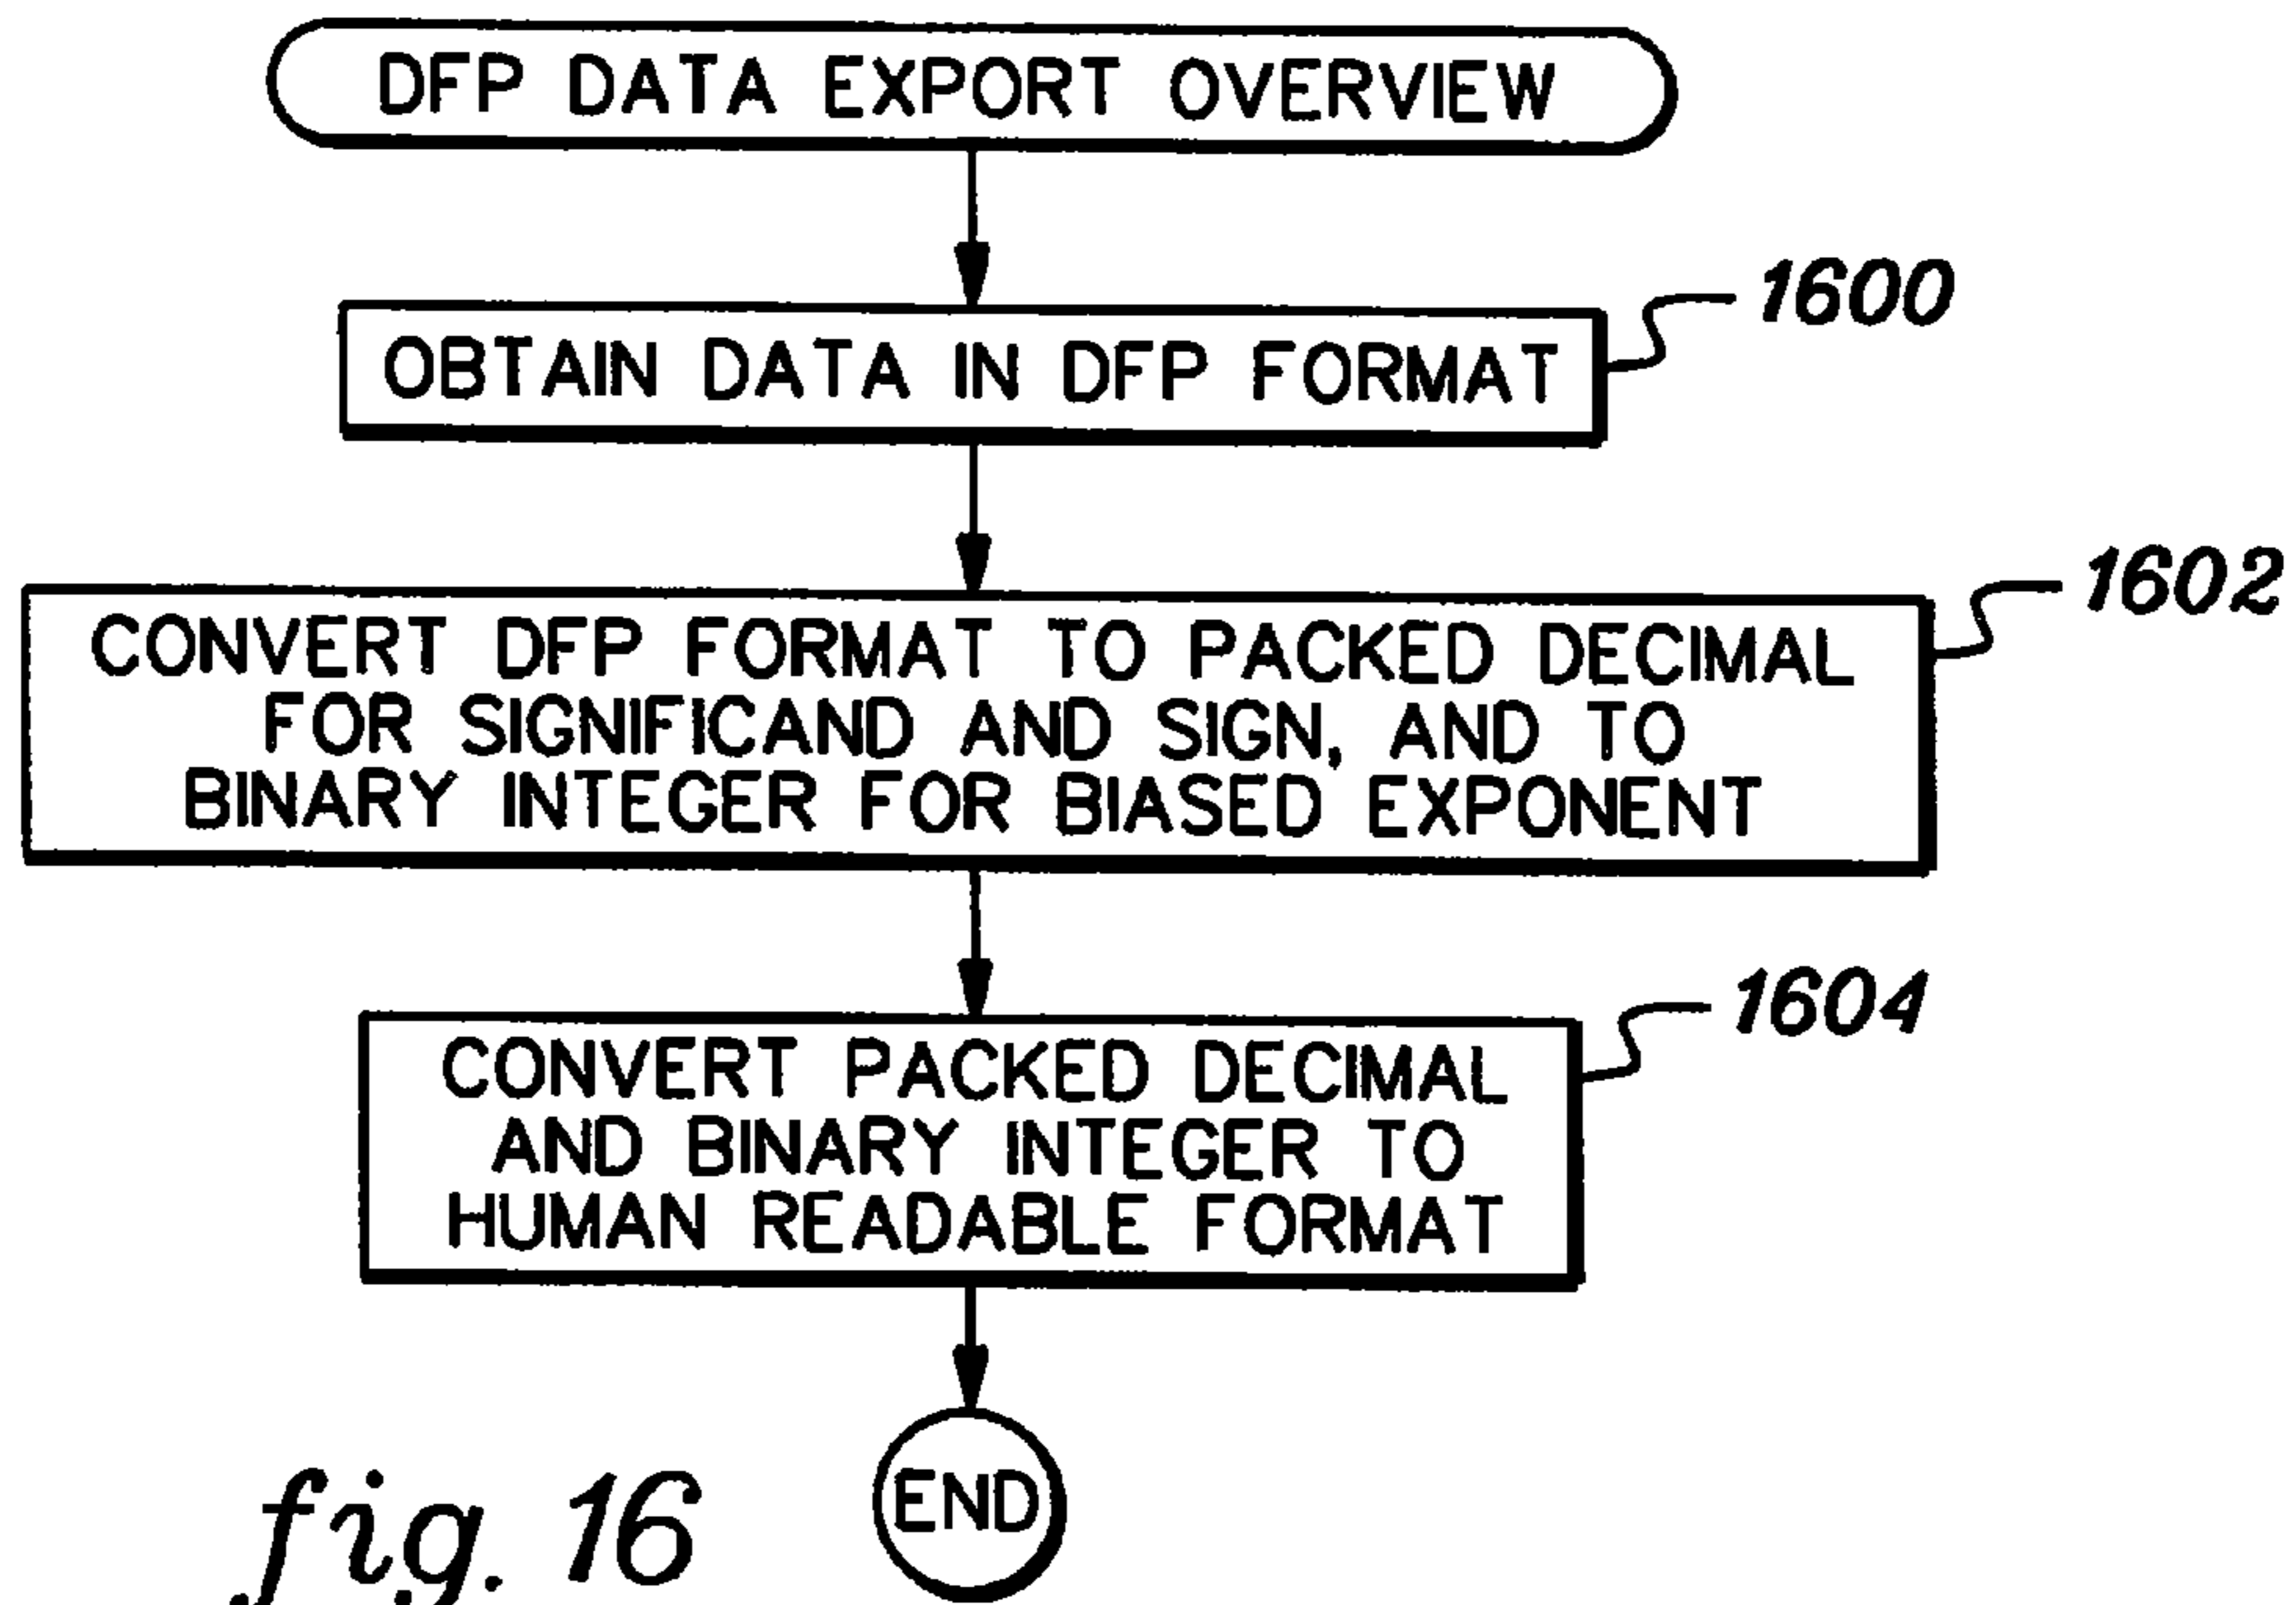 DFP DATA EXPORT OVERVIEW
1600
OBTAIN DATA IN DFP FORMAT
1602
CONVERT DFP FORMAT TO PACKED DECIMAL
FOR SIGNIFICAND AND SIGN, AND TO
BINARY INTEGER FOR BIASED EXPONENT
1604
CONVERT PACKED DECIMAL
AND BINARY INTEGER TO
HUMAN READABLE FORMAT
END
fig. 16